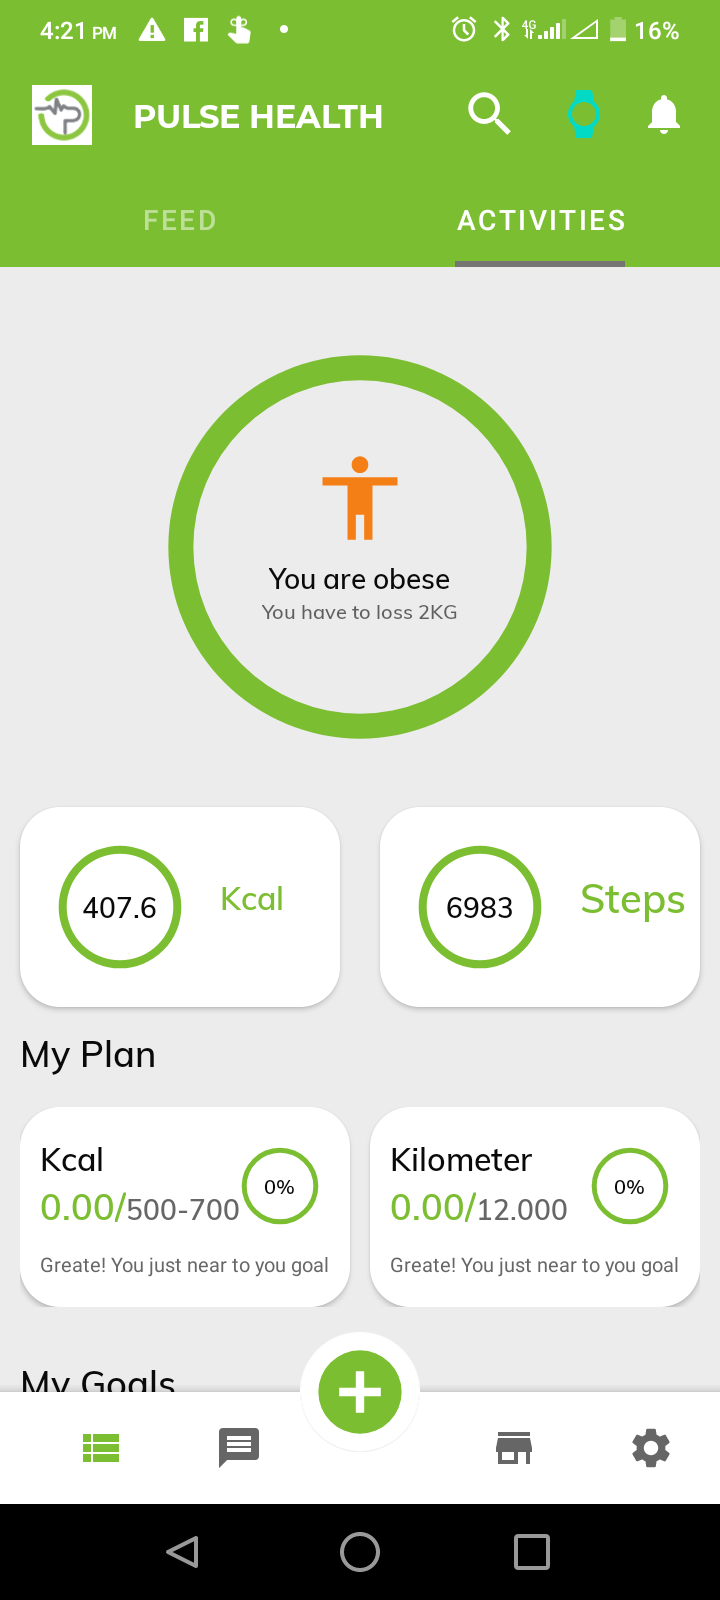 4:21 PM 4G 16%
PULSE HEALTH
FEED ACTIVITIES
You are obese
You have to loss 2KG
407.6 Kcal 6983 Steps
My Plan
Kcal 0% Kilometer 0%
0.00/500-700 0.00/12.000
Greate! You just near to you goal Greate! You just near to you goal
My Goals